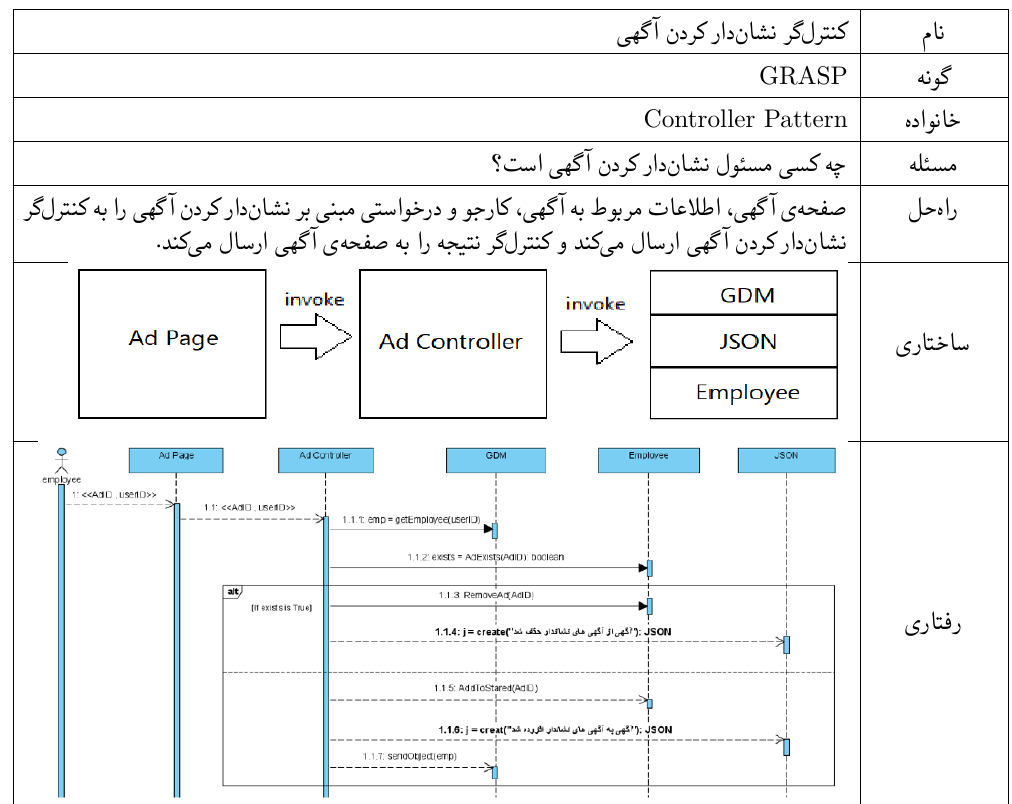 نام کنترل‌گر نشان‌دار کردن آگهی
گونه GRASP
خانواده Controller Pattern
مسئله چه کسی مسئول نشان‌دار کردن آگهی است؟
راه‌حل صفحه‌ی آگهی، اطلاعات مربوط به آگهی، کارجو و درخواستی مبنی بر نشان‌دار کردن آگهی را به کنترل‌گر
نشان‌دار کردن آگهی ارسال می‌کند و کنترل‌گر نتیجه را به صفحه‌ی آگهی ارسال می‌کند.
ساختاری
Ad Page
invoke
Ad Controller
invoke
GDM
JSON
Employee
رفتاری
employee
Ad Page
Ad Controller
GDM
Employee
JSON
1: <<AdID , userID>>
1.1: <<AdID , userID>>
1.1.1: emp = getEmployee(userID)
1.1.2: exists = AdExists(AdID): boolean
alt
[If exists is True]
1.1.3: RemoveAd(AdID)
1.1.4: j = create("آگهی از آگهی های نشاندار حذف شد"): JSON
1.1.5: AddToStared(AdID)
1.1.6: j = creat("آگهی به آگهی های نشاندار افزوده شد"): JSON
1.1.7: sendObject(emp)